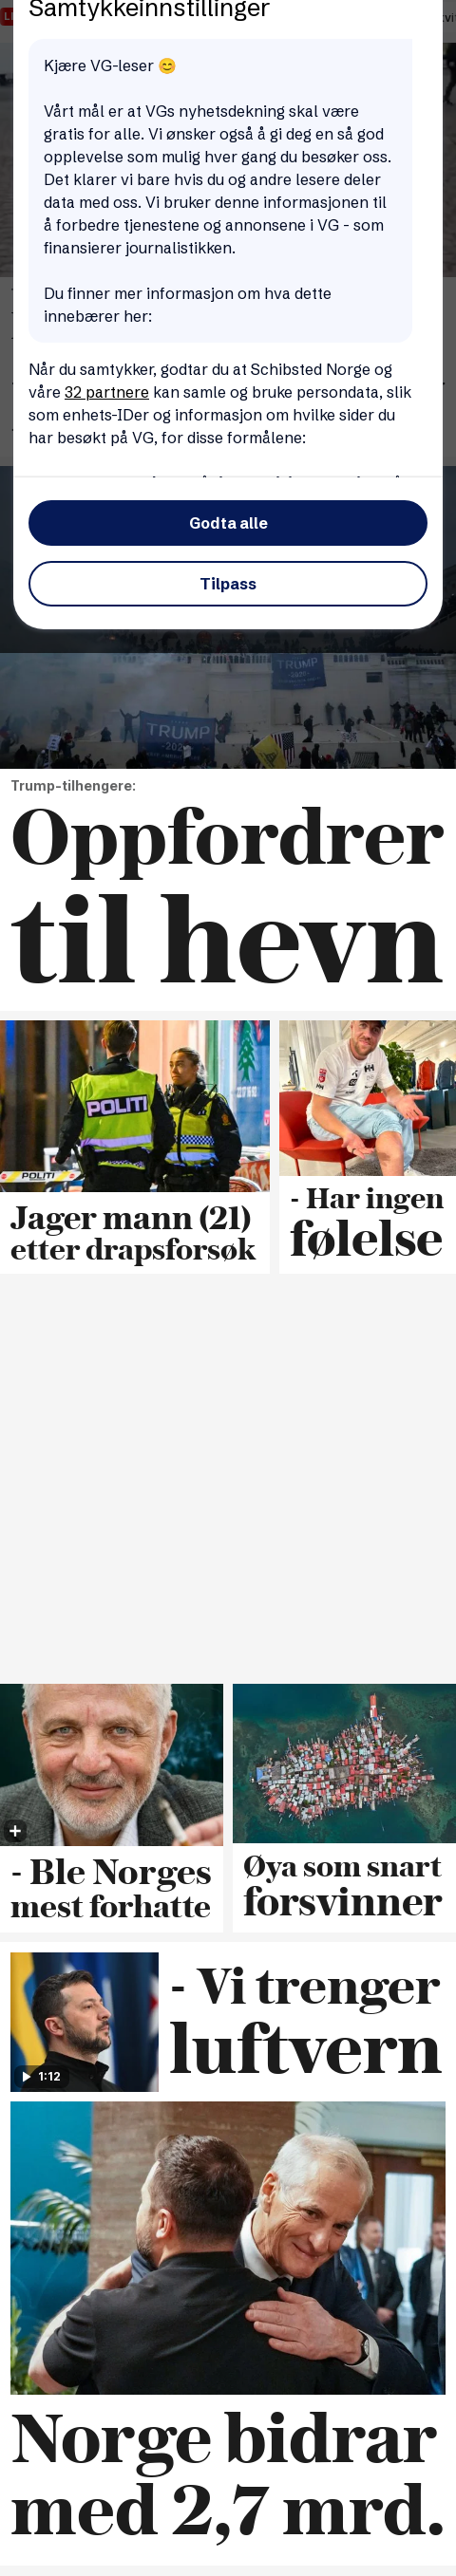 Samtykkeinnstillinger
Kjære VG-leser 😊
Vårt mål er at VGs nyhetsdekning skal være
gratis for alle. Vi ønsker også å gi deg en så god
opplevelse som mulig hver gang du besøker oss.
Det klarer vi bare hvis du og andre lesere deler
data med oss. Vi bruker denne informasjonen til
å forbedre tjenestene og annonsene i VG - som
finansierer journalistikken.
Du finner mer informasjon om hva dette
innebærer her:
Når du samtykker, godtar du at Schibsted Norge og
våre 32 partnere kan samle og bruke persondata, slik
som enhets-IDer og informasjon om hvilke sider du
har besøkt på VG, for disse formålene:
Godta alle
Tilpass
TRUMP
TRUMP
Trump-tilhengere:
Oppfordrer
til hevn
POLITI
POLITI
Jager mann (21)
etter drapsforsøk
- Har ingen
følelse
- Ble Norges
mest forhatte
Øya som snart
forsvinner
1:12
- Vi trenger
luftvern
Norge bidrar
med 2,7 mrd.